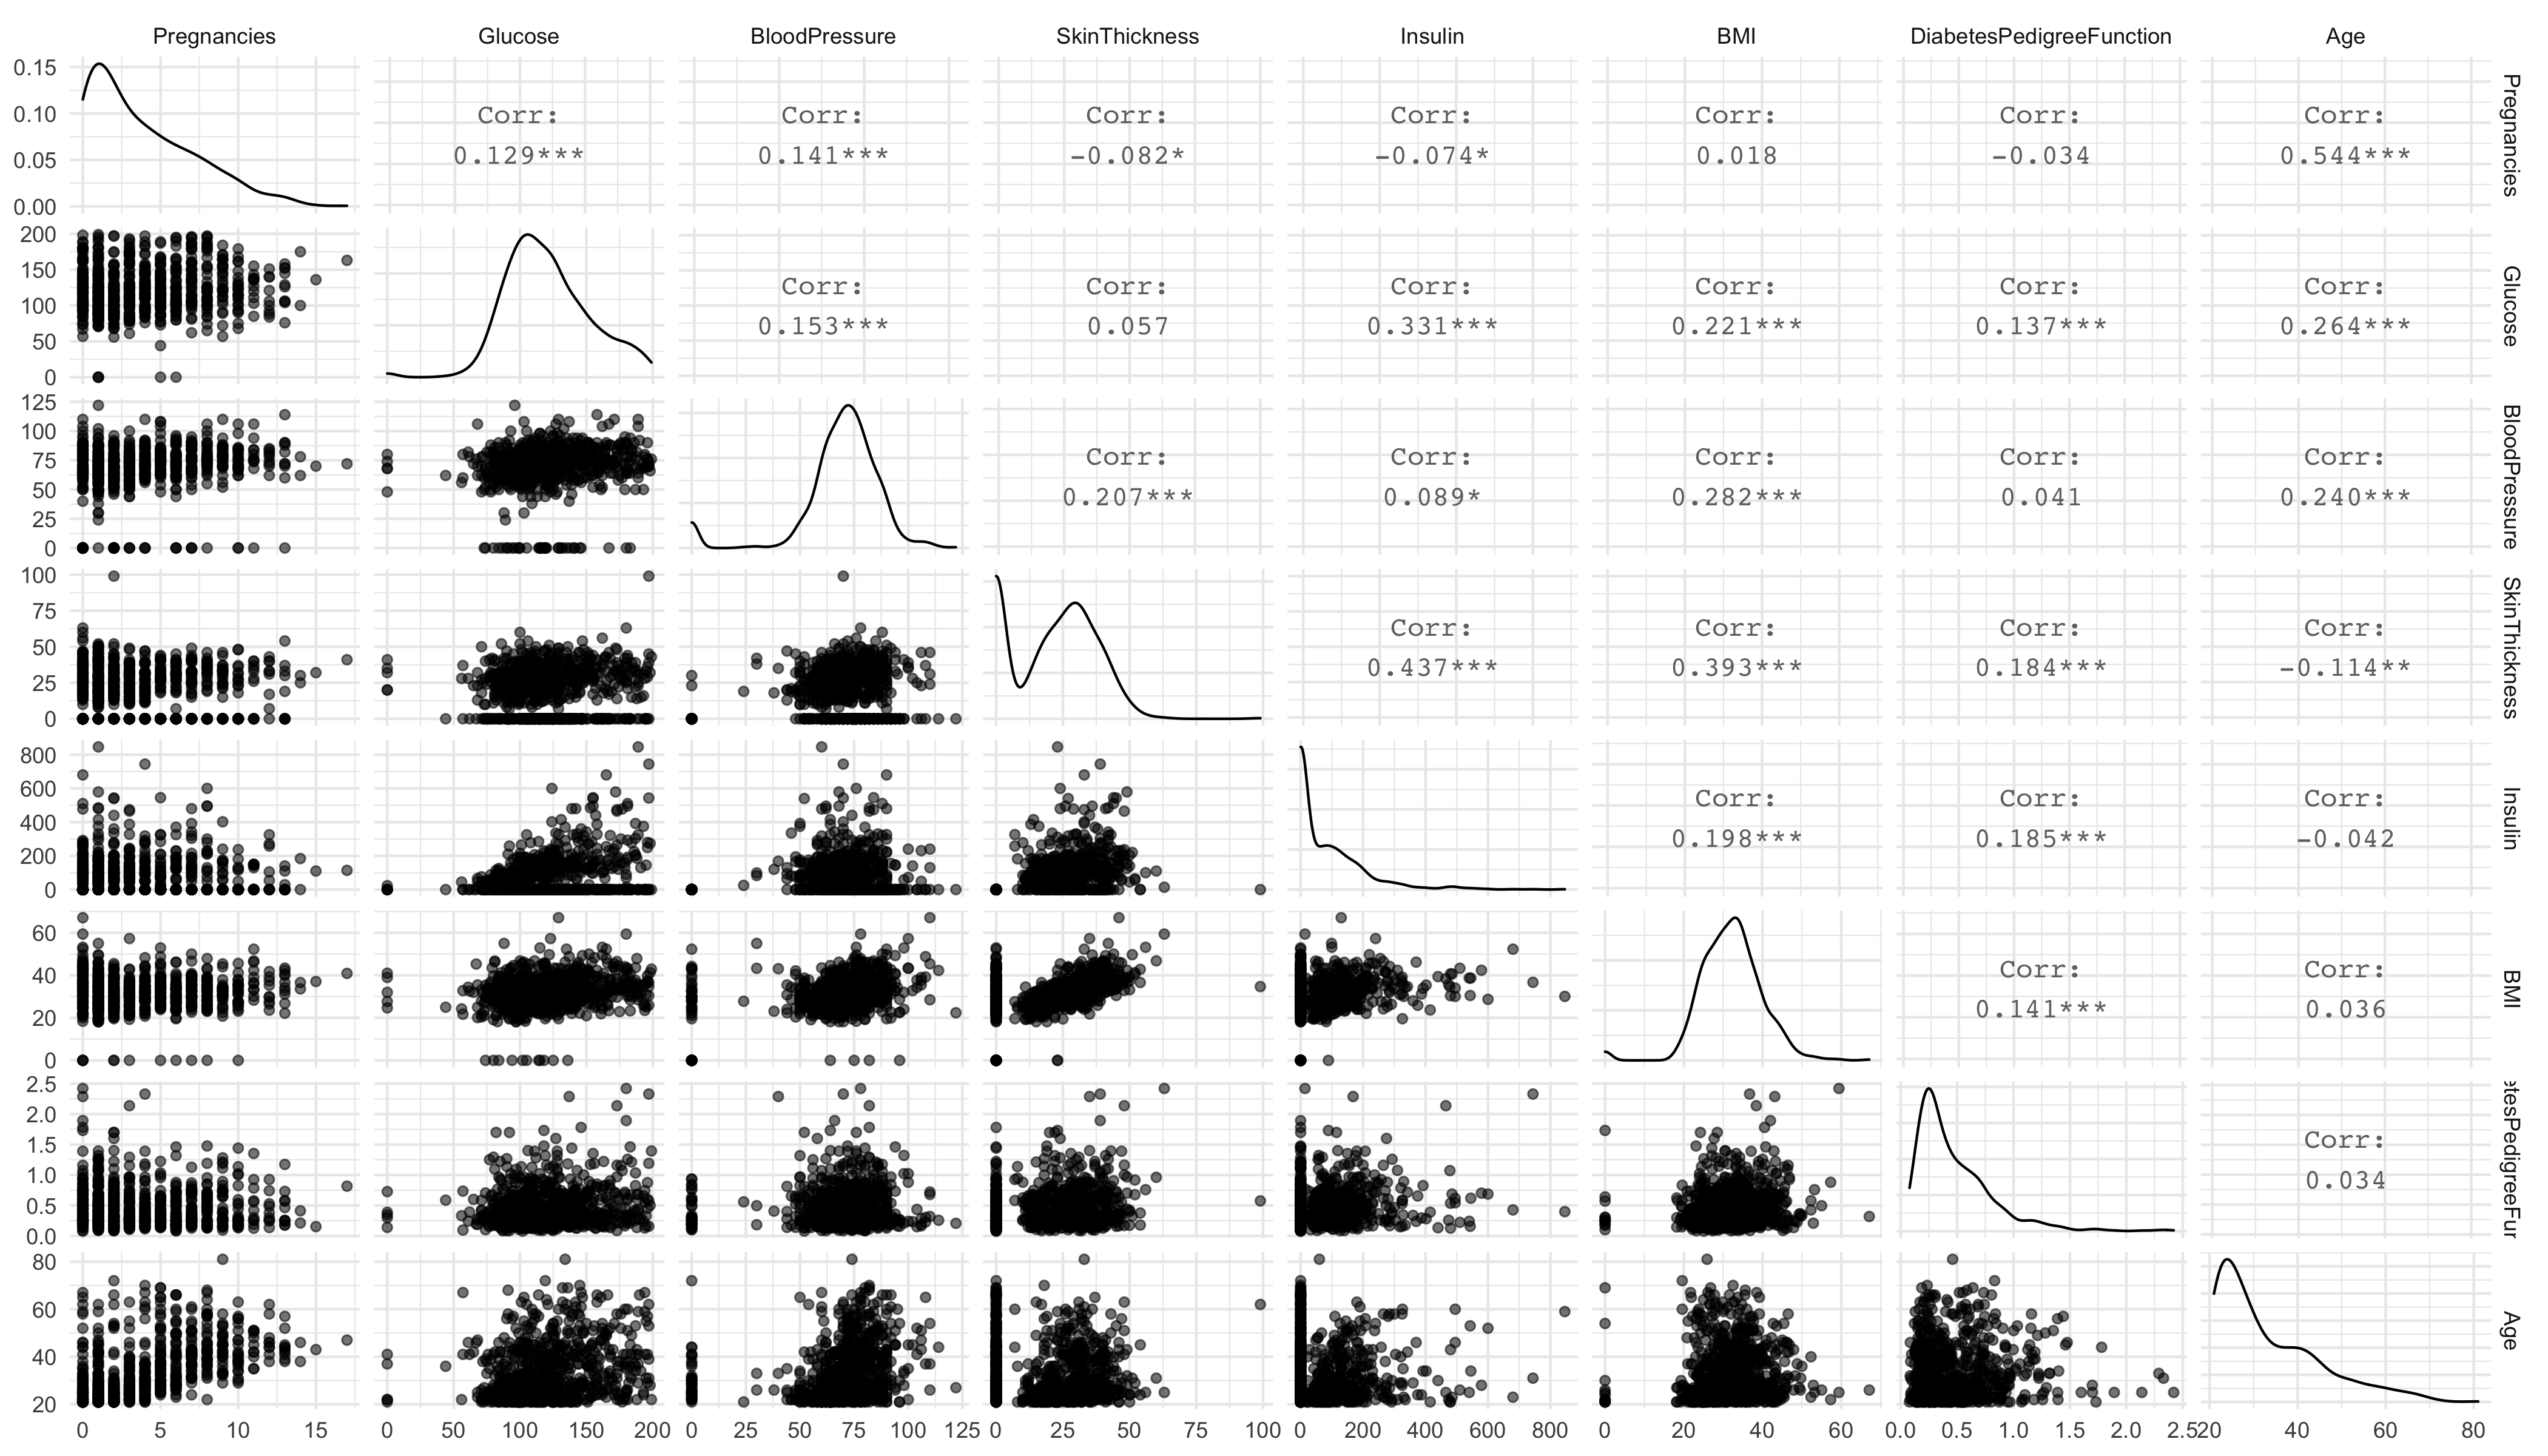 Pregnancies Glucose BloodPressure SkinThickness Insulin BMI DiabetesPedigreeFunction Age
0.15
0.10
0.05
0.00
Corr: Corr: Corr: Corr: Corr: Corr: Corr:
0.129*** 0.141*** -0.082* -0.074* 0.018 -0.034 0.544***
Pregnancies
200
150
100
50
0
Corr: Corr: Corr: Corr: Corr: Corr:
0.153*** 0.057 0.331*** 0.221*** 0.137*** 0.264***
Glucose
125
100
75
50
25
0
Corr: Corr: Corr: Corr: Corr:
0.207*** 0.089* 0.282*** 0.041 0.240***
BloodPressure
100
75
50
25
0
Corr: Corr: Corr: Corr:
0.437*** 0.393*** 0.184*** -0.114**
SkinThickness
800
600
400
200
0
Corr: Corr: Corr:
0.198*** 0.185*** -0.042
Insulin
60
40
20
0
Corr: Corr:
0.141*** 0.036
BMI
2.5
2.0
1.5
1.0
0.5
0.0
Corr:
0.034
tesPedigreeFun
80
60
40
20
Age
0 5 10 15 0 50 100 150 200 0 25 50 75 100 125 0 25 50 75 100 0 200 400 600 800 0 20 40 60 0.0 0.5 1.0 1.5 2.0 2.5 20 40 60 80